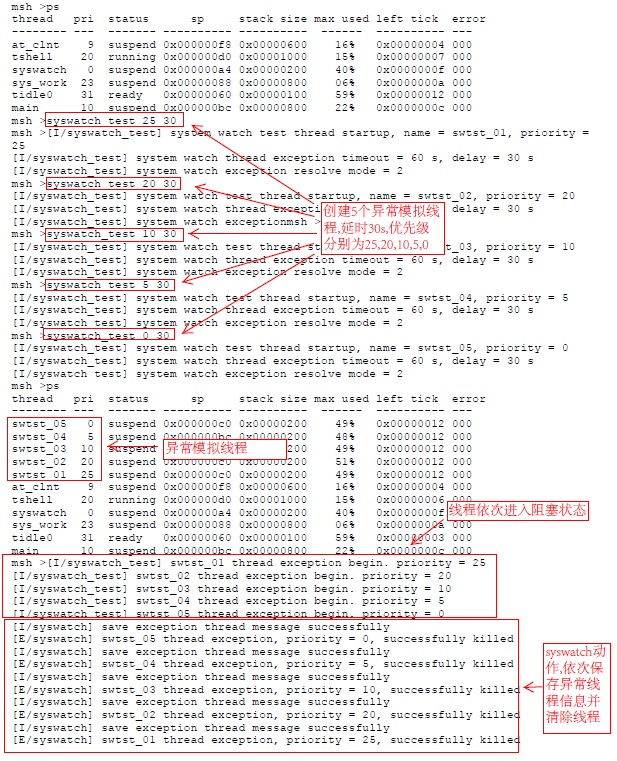 msh >ps
thread   pri  status      sp     stack size max used left tick  error
-------- ---  ------- ---------- ----------  ------  ---------- ---
at_clnt    9  suspend 0x000000f8 0x00000600    16%   0x00000004 000
tshell    20  running 0x000000d0 0x00001000    15%   0x00000007 000
syswatch   0  suspend 0x000000a4 0x00000200    40%   0x0000000f 000
sys_work  23  suspend 0x00000088 0x00000800    06%   0x0000000a 000
tidle0    31  ready   0x00000060 0x00000100    59%   0x00000012 000
main      10  suspend 0x000000bc 0x00000800    22%   0x0000000c 000
msh >syswatch_test 25 30
msh >[I/syswatch_test] system watch test thread startup, name = swtst_01, priority =
25
[I/syswatch_test] system watch thread exception timeout = 60 s, delay = 30 s
[I/syswatch_test] system watch exception resolve mode = 2
msh >syswatch_test 20 30
[I/syswatch_test] system watch test thread startup, name = swtst_02, priority = 20
[I/syswatch_test] system watch thread excepti delay = 30 s
[I/syswatch_test] system watch exceptionmsh >
msh >syswatch_test 10 30
[I/syswatch_test] system watch test thread st st_03, priority = 10
[I/syswatch_test] system watch thread exception timeout = 60 s, delay = 30 s
[I/syswatch_test] system watch exception resolve mode = 2
创建5个异常模拟线
程,延时30s,优先级
分别为25,20,10,5,0
msh >syswatch_test 5 30
[I/syswatch_test] system watch test thread startup, name = swtst_04, priority = 5
[I/syswatch_test] system watch thread exception timeout = 60 s, delay = 30 s
[I/syswatch_test] system watch exception resolve mode = 2
msh >syswatch_test 0 30
[I/syswatch_test] system watch test thread startup, name = swtst_05, priority = 0
[I/syswatch_test] system watch thread exception timeout = 60 s, delay = 30 s
[I/syswatch_test] system watch exception resolve mode = 2
msh >ps
thread   pri  status      sp     stack size max used left tick  error
-------- ---  ------- ---------- ----------  ------  ---------- ---
swtst_05   0  suspend 0x000000c0 0x00000200    49%   0x00000012 000
swtst_04   5  suspend 0x000000bc 0x00000200    48%   0x00000012 000
swtst_03  10  suspend 200    49%   0x00000012 000
异常模拟线程
swtst_02  20  suspend 0x000000c0 0x00000200    51%   0x00000012 000
swtst_01  25  suspend 0x000000c0 0x00000200    49%   0x00000012 000
at_clnt    9  suspend 0x000000f8 0x00000600    16%   0x00000004 000
tshell    20  running 0x000000d0 0x00001000    15%   0x00000006 000
syswatch   0  suspend 0x000000a4 0x00000200    40%   0x0000000f
线程依次进入阻塞状态
sys_work  23  suspend 0x00000088 0x00000800    06%   0x0000000a 000
tidle0    31  ready   0x00000060 0x00000100    59%   000
main      10  suspend 0x000000bc 0x00000800    22%   0x0000000c 000
msh >[I/syswatch_test] swtst_01 thread exception begin. priority = 25
[I/syswatch_test] swtst_02 thread exception begin. priority = 20
[I/syswatch_test] swtst_03 thread exception begin. priority = 10
[I/syswatch_test] swtst_04 thread exception begin. priority = 5
[I/syswatch_test] swtst_05 thread exception begin. priority = 0
[I/syswatch] save exception thread message successfully
[E/syswatch] swtst_05 thread exception, priority = 0, successfully killed
[I/syswatch] save exception thread message successfully
[E/syswatch] swtst_04 thread exception, priority = 5, successfully killed
[I/syswatch] save exception thread message successfully
[E/syswatch] swtst_03 thread exception, priority = 10, successfully killed
[I/syswatch] save exception thread message successfully
[E/syswatch] swtst_02 thread exception, priority = 20, successfully killed
[I/syswatch] save exception thread message successfully
[E/syswatch] swtst_01 thread exception, priority = 25, successfully killed
syswatch动
作,依次保
存异常线
程信息并
清除线程